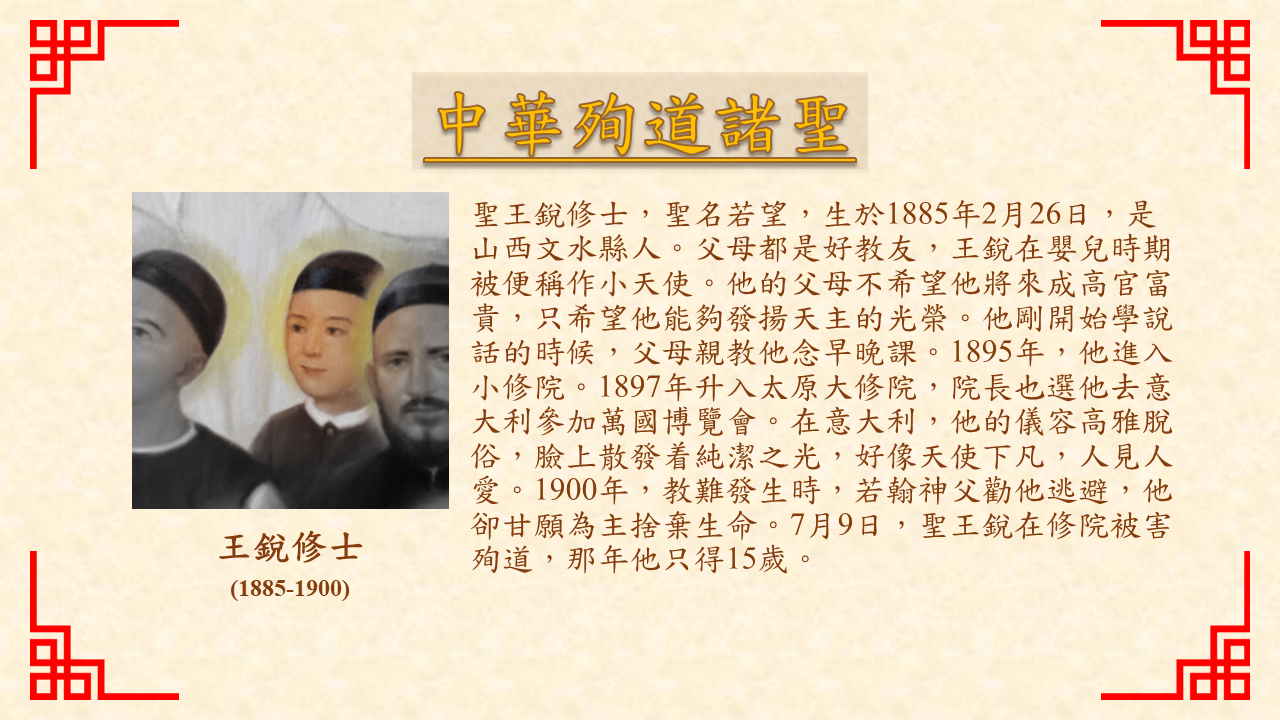 中華殉道諸聖
聖王銳修士，聖名若望，生於1885年2月26日，是
山西文水縣人。父母都是好教友，王銳在嬰兒時期
被便稱作小天使。他的父母不希望他將來成高官富
貴，只希望他能夠發揚天主的光榮。他剛開始學說
話的時候，父母親教他念早晚課。1895年，他進入
小修院。1897年升入太原大修院，院長也選他去意
大利參加萬國博覽會。在意大利，他的儀容高雅脫
俗，臉上散發着純潔之光，好像天使下凡，人見人
愛。1900年，教難發生時，若翰神父勸他逃避，他
卻甘願為主捨棄生命。7月9日，聖王銳在修院被害
殉道，那年他只得15歲。
王銳修士
(1885-1900)